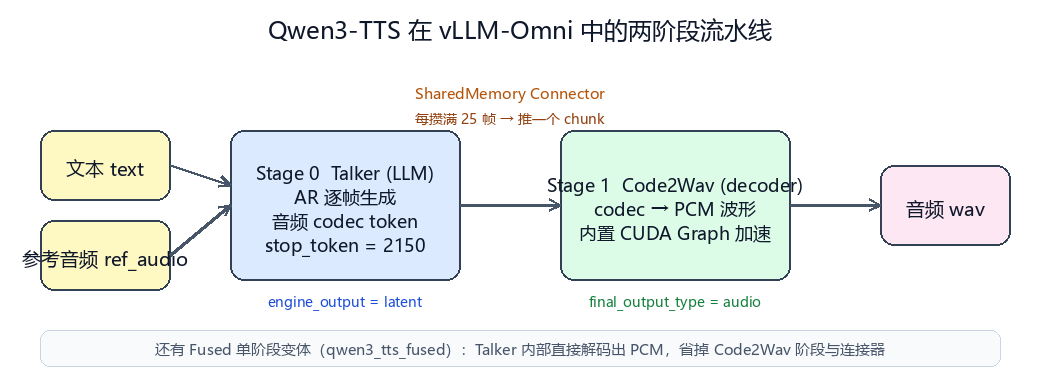 Qwen3-TTS 在 vLLM-Omni 中的两阶段流水线
SharedMemory Connector
每攒满 25 帧 → 推一个 chunk
文本 text
参考音频 ref_audio
Stage 0  Talker (LLM)
AR 逐帧生成
音频 codec token
stop_token = 2150
Stage 1  Code2Wav (decoder)
codec → PCM 波形
内置 CUDA Graph 加速
音频 wav
engine_output = latent
final_output_type = audio
还有 Fused 单阶段变体（qwen3_tts_fused）：Talker 内部直接解码出 PCM，省掉 Code2Wav 阶段与连接器